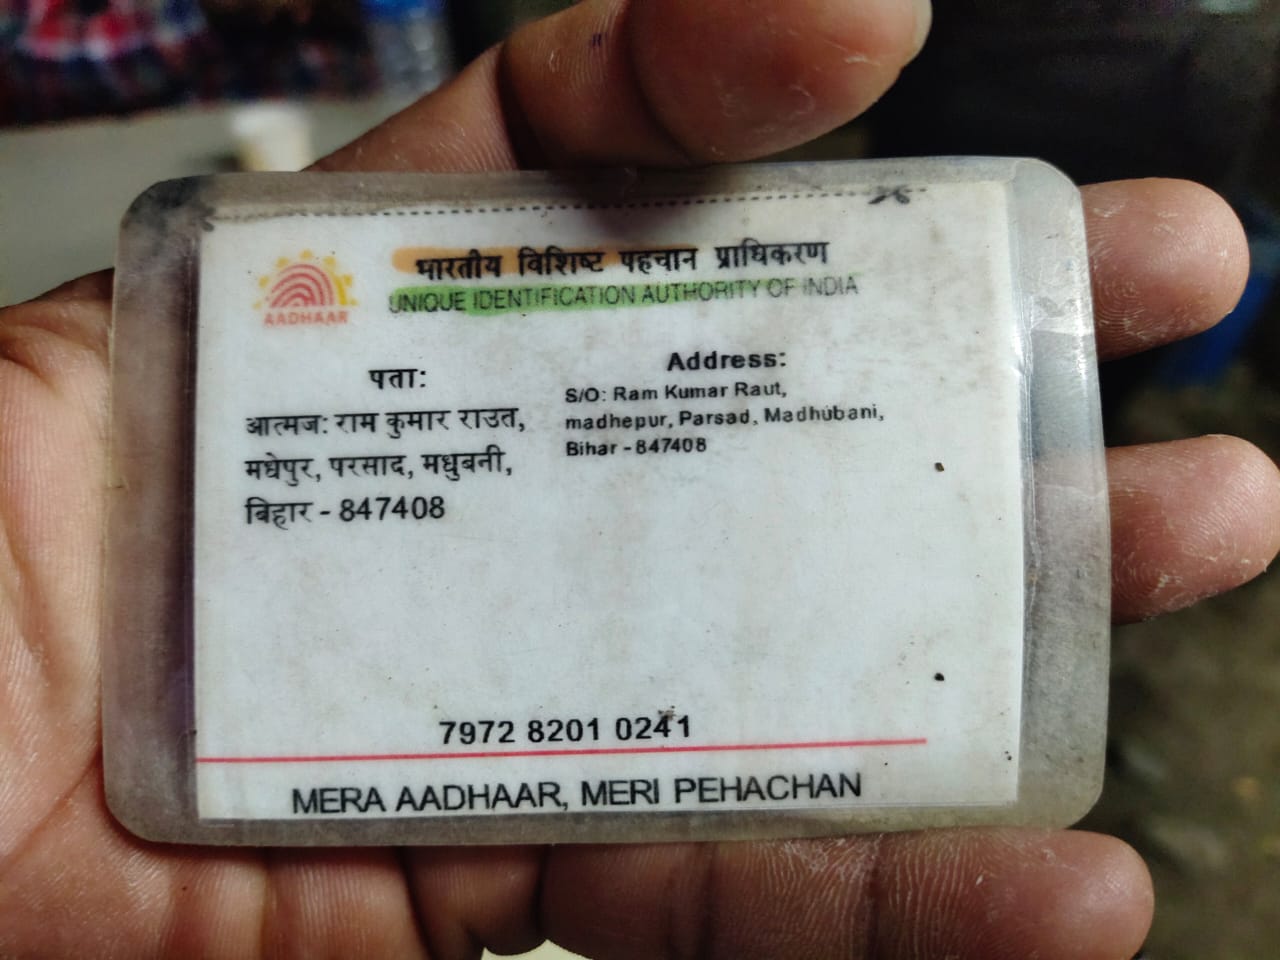 भारतीय विशिष्ट पहचान प्राधिकरण
UNIQUE IDENTIFICATION AUTHORITY OF INDIA
AADHAAR
पता:
आत्मज: राम कुमार राउत,
मधेपुर, परसाद, मधुबनी,
बिहार - 847408
Address:
S/O: Ram Kumar Raut,
madhepur, Parsad, Madhubani,
Bihar - 847408
7972 8201 0241
MERA AADHAAR, MERI PEHACHAN